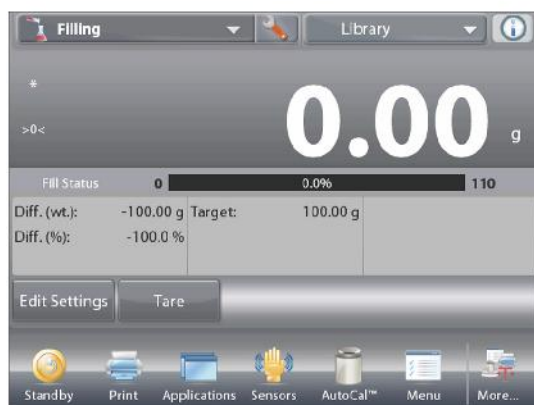 Filling Library
*
>0<
0.00 g
Fill Status 0 0.0% 110
Diff. (wt.): -100.00 g Target: 100.00 g
Diff. (%): -100.0 %
Edit Settings Tare
Standby Print Applications Sensors AutoCal™ Menu More...